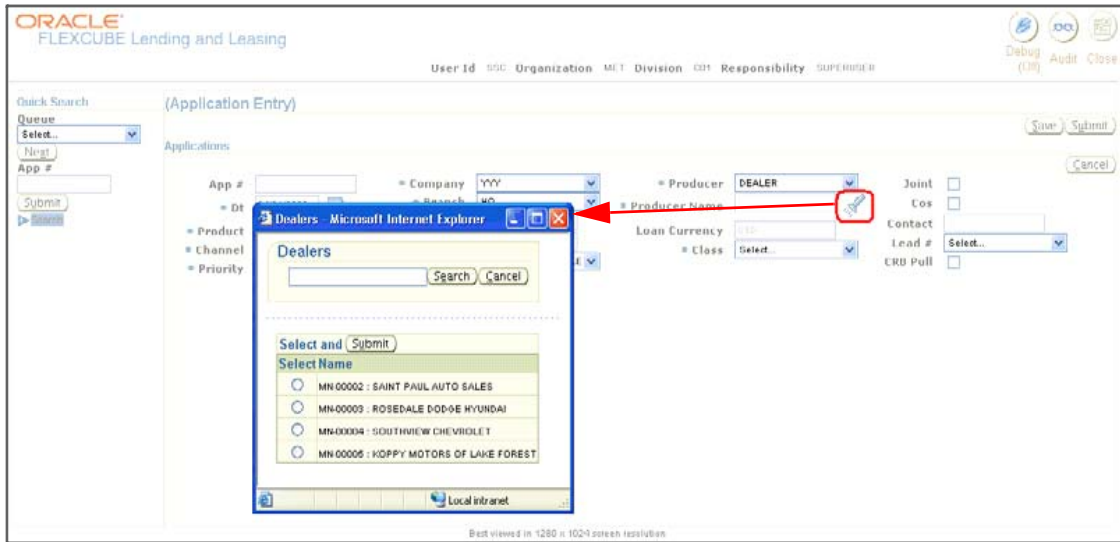 ORACLE
FLEXCUBE Lending and Leasing
Debug (Off) Audit Close
User Id SSC Organization MET Division C01 Responsibility SUPERUSER
Quick Search
Queue
Select...
Next
App #
Submit
Search
(Application Entry)
Save Submit
Applications
Cancel
App # * Company YYY * Producer DEALER Joint
* Dt * Branch HQ * Producer Name Cos
* Product Loan Currency Contact
* Channel * Class Select... Lead # Select...
* Priority CRB Pull
Dealers - Microsoft Internet Explorer
Dealers
Search Cancel
Select and Submit
Select Name
MN-00002 : SAINT PAUL AUTO SALES
MN-00003 : ROSEDALE DODGE HYUNDAI
MN-00004 : SOUTHVIEW CHEVROLET
MN-00005 : KOPPY MOTORS OF LAKE FOREST
Local intranet
Best viewed in 1280 x 1024 screen resolution